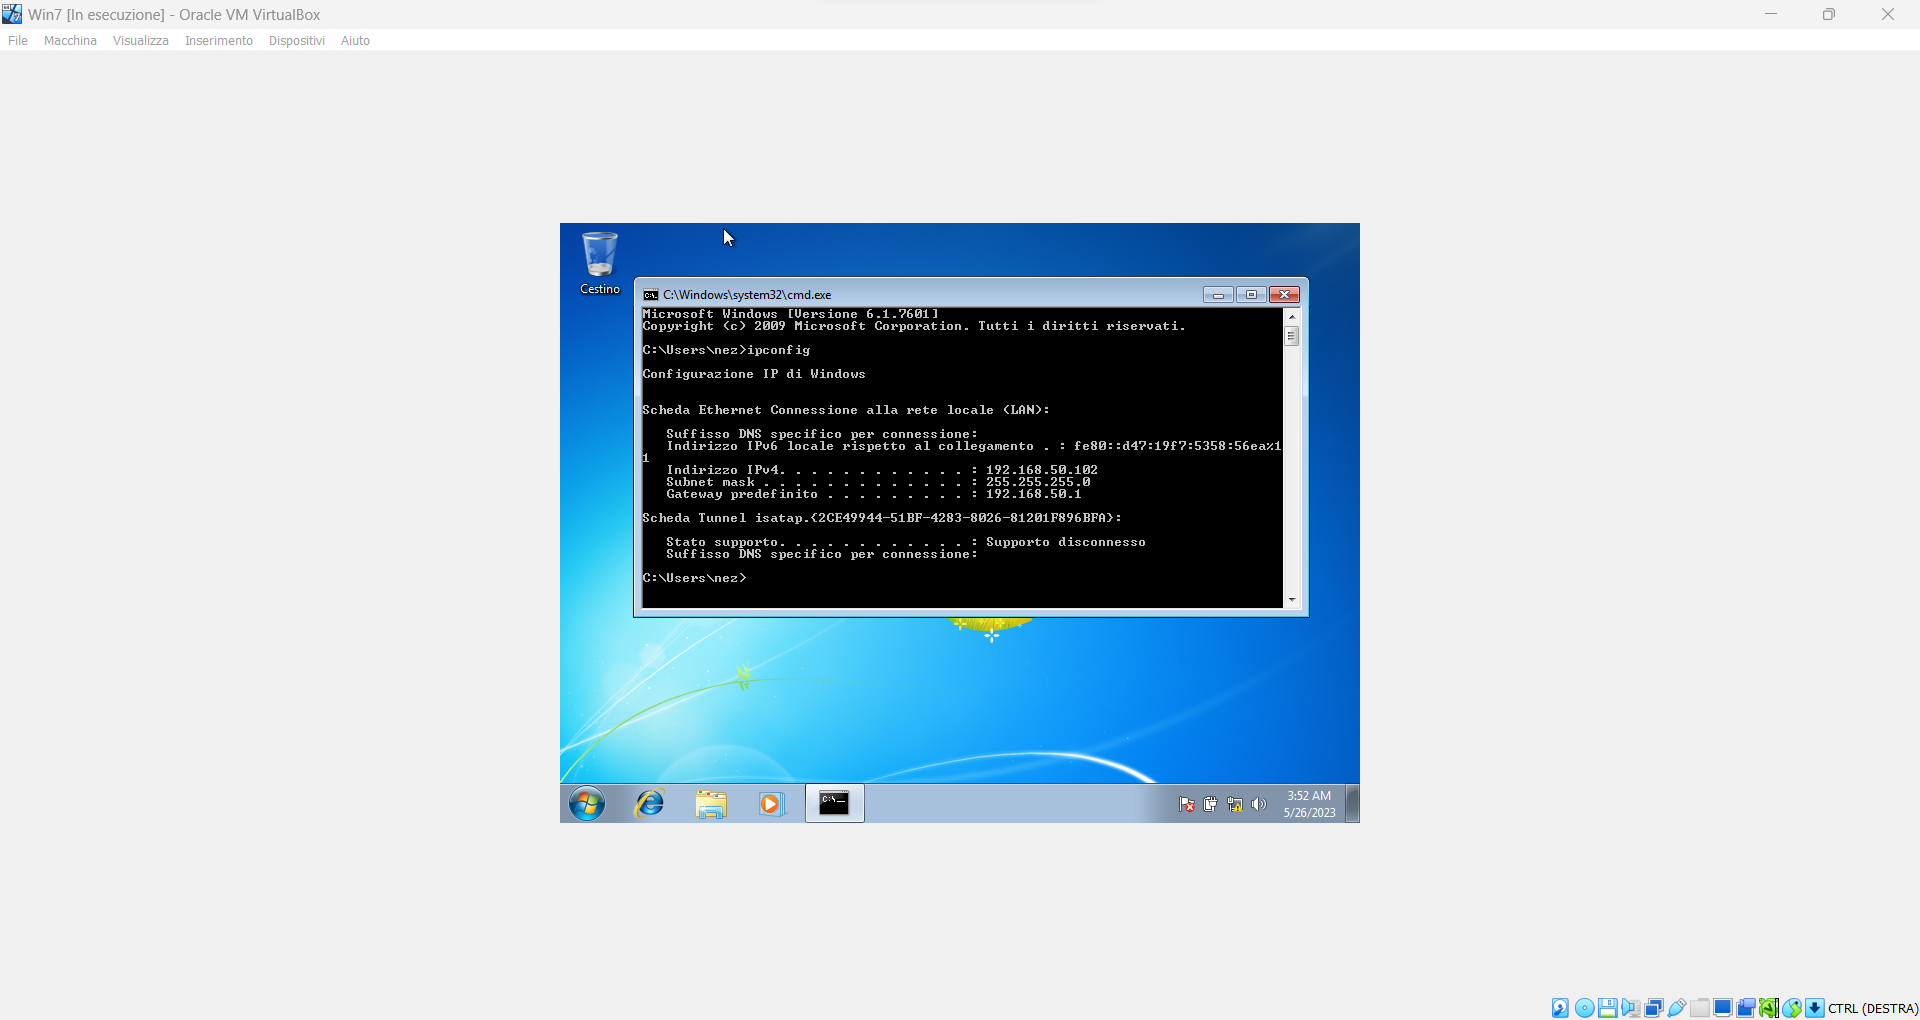 Win7 [In esecuzione] - Oracle VM VirtualBox
File Macchina Visualizza Inserimento Dispositivi Aiuto
Cestino
C:\Windows\system32\cmd.exe
Microsoft Windows [Versione 6.1.7601]
Copyright (c) 2009 Microsoft Corporation. Tutti i diritti riservati.
C:\Users\nez>ipconfig
Configurazione IP di Windows
Scheda Ethernet Connessione alla rete locale (LAN):
Suffisso DNS specifico per connessione:
Indirizzo IPv6 locale rispetto al collegamento . : fe80::d47:19f7:5358:56ea%1
1
Indirizzo IPv4. . . . . . . . . . . . : 192.168.50.102
Subnet mask . . . . . . . . . . . . . : 255.255.255.0
Gateway predefinito . . . . . . . . . : 192.168.50.1
Scheda Tunnel isatap.{2CE49944-51BF-4283-8026-81201F896BFA}:
Stato supporto. . . . . . . . . . . . : Supporto disconnesso
Suffisso DNS specifico per connessione:
C:\Users\nez>
C:\_
3:52 AM
5/26/2023
CTRL (DESTRA)